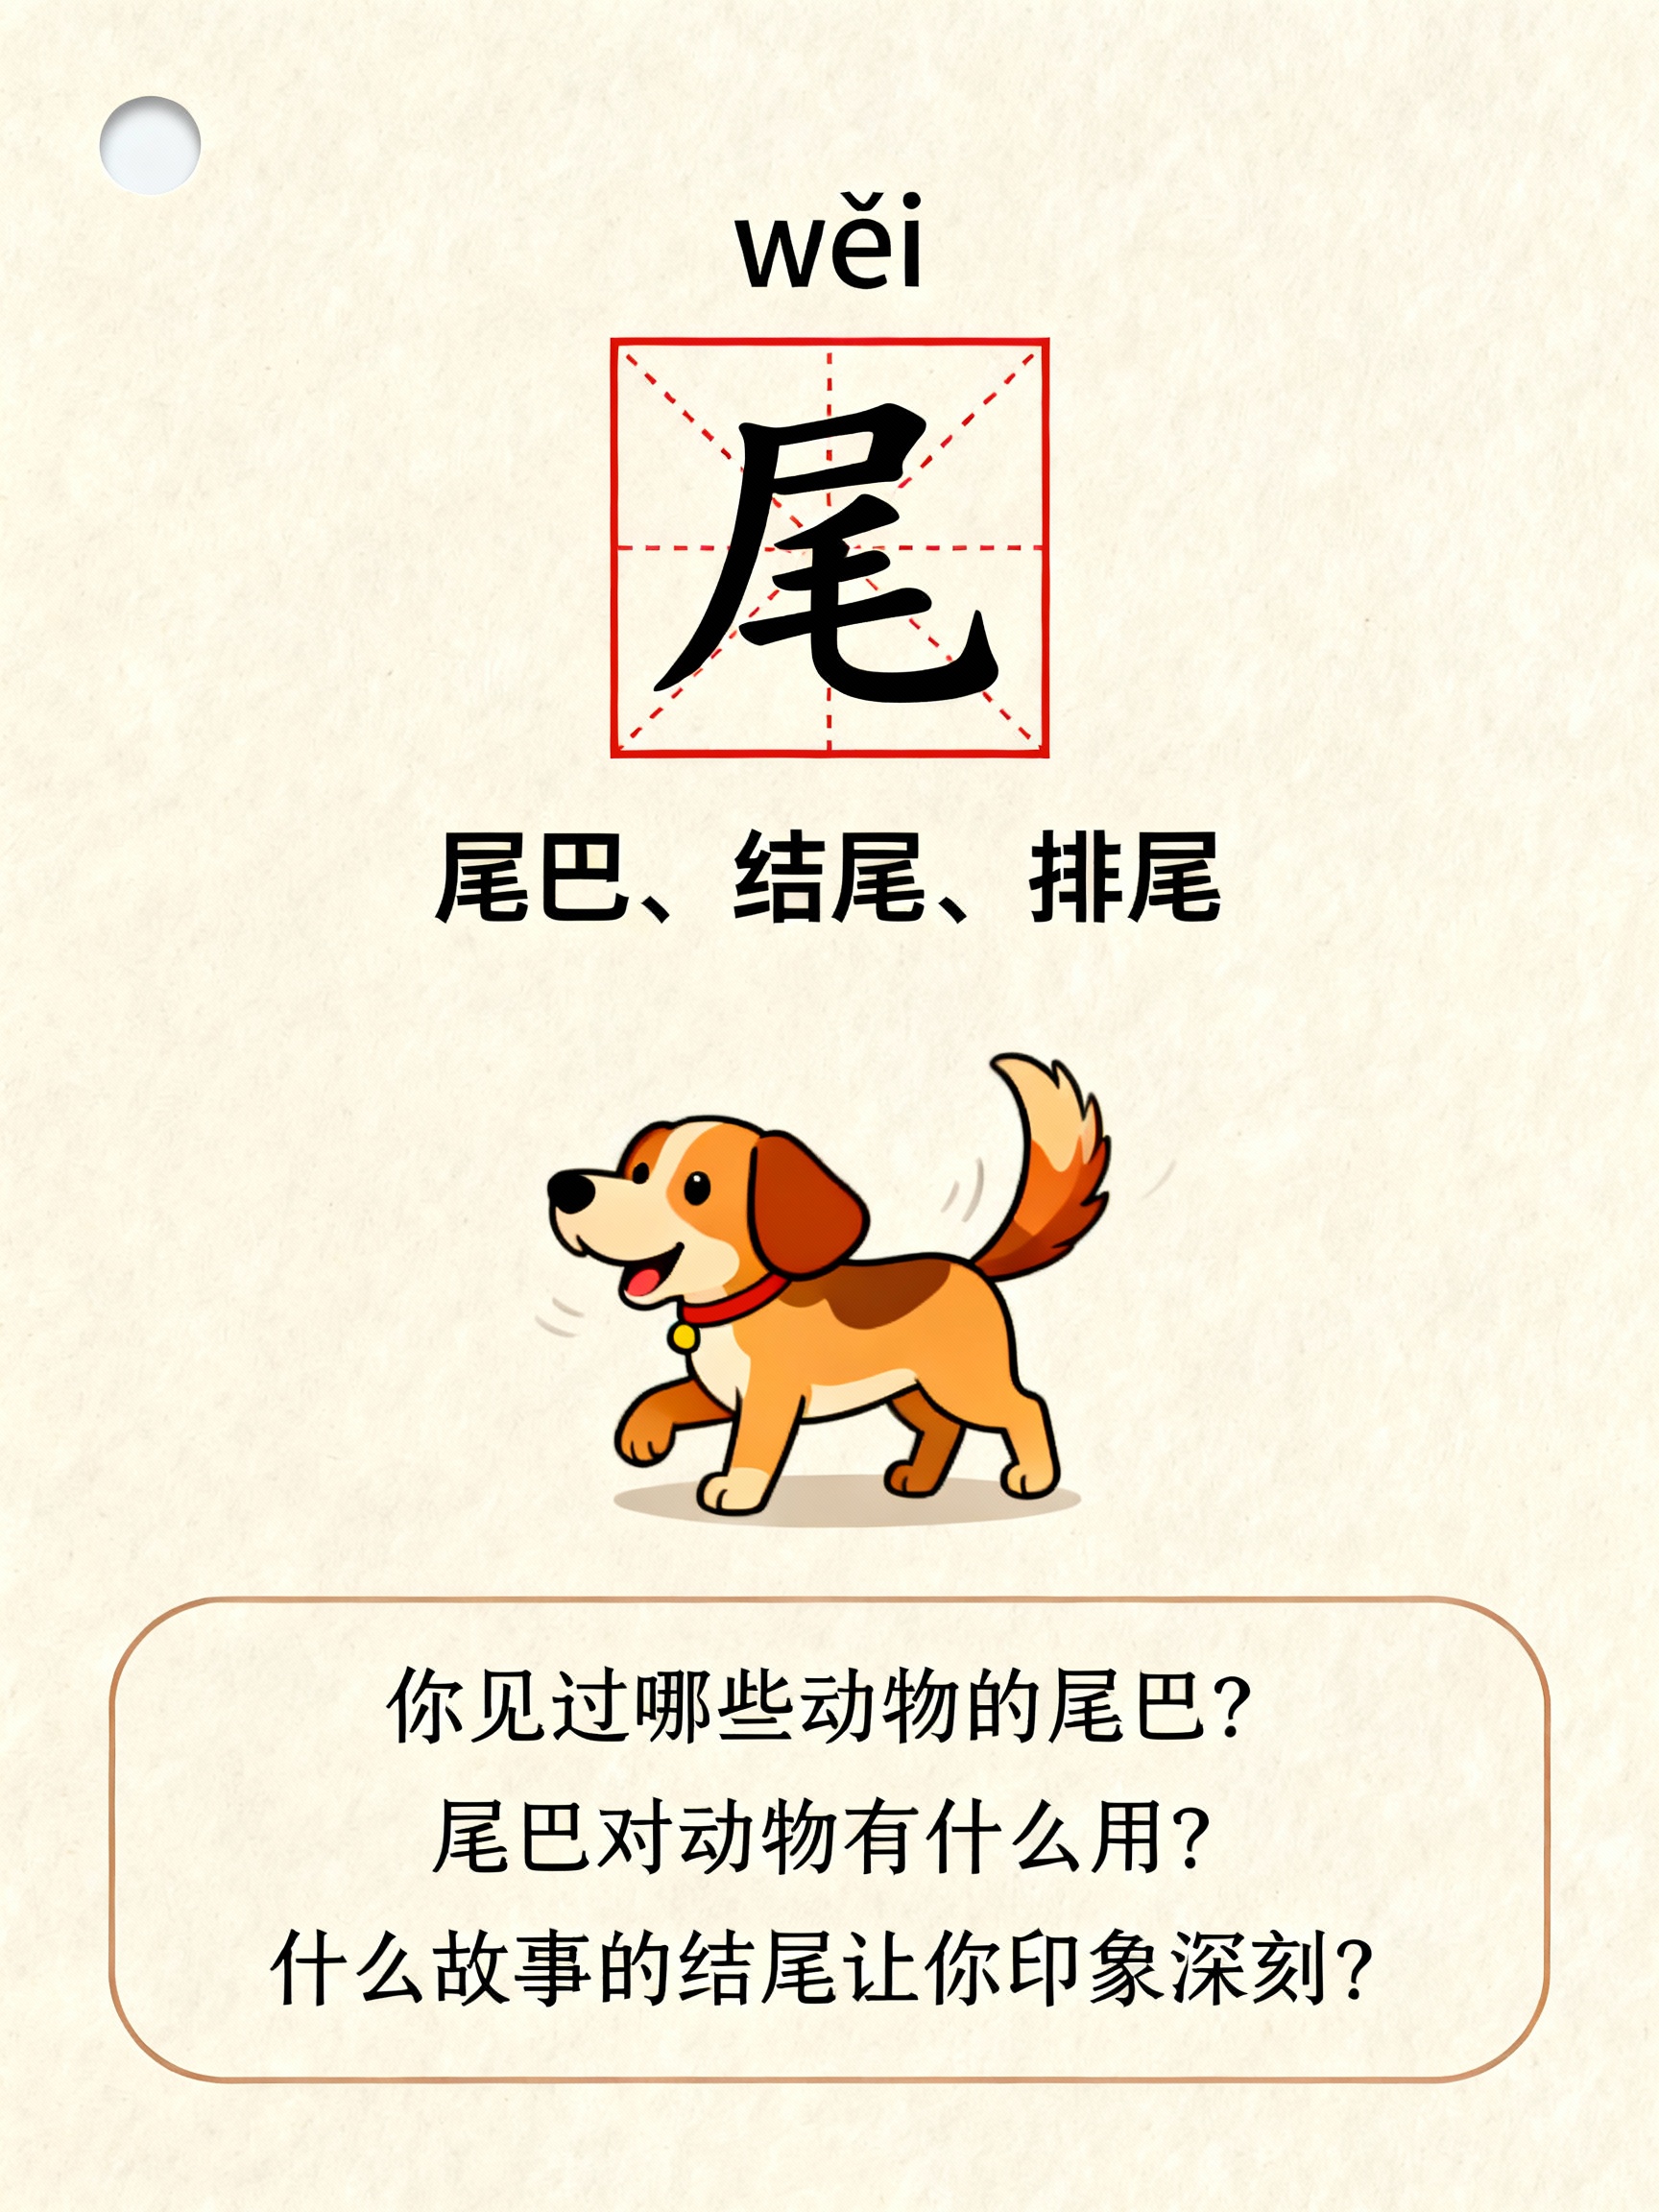 wěi
尾
尾巴、结尾、排尾
你见过哪些动物的尾巴?
尾巴对动物有什么用?
什么故事的结尾让你印象深刻?